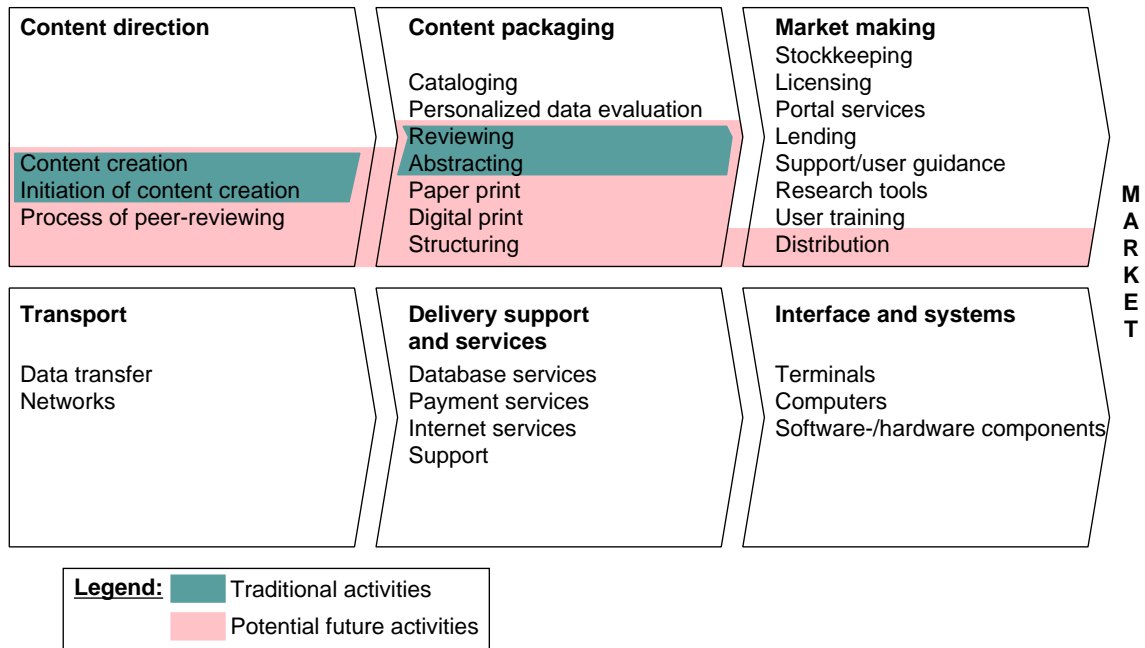 Content direction
Content creation
Initiation of content creation
Process of peer-reviewing
Content packaging
Cataloging
Personalized data evaluation
Reviewing
Abstracting
Paper print
Digital print
Structuring
Market making
Stockkeeping
Licensing
Portal services
Lending
Support/user guidance
Research tools
User training
Distribution
M
A
R
K
E
T
Transport
Data transfer
Networks
Delivery support
and services
Database services
Payment services
Internet services
Support
Interface and systems
Terminals
Computers
Software-/hardware components
Legend:
Traditional activities
Potential future activities